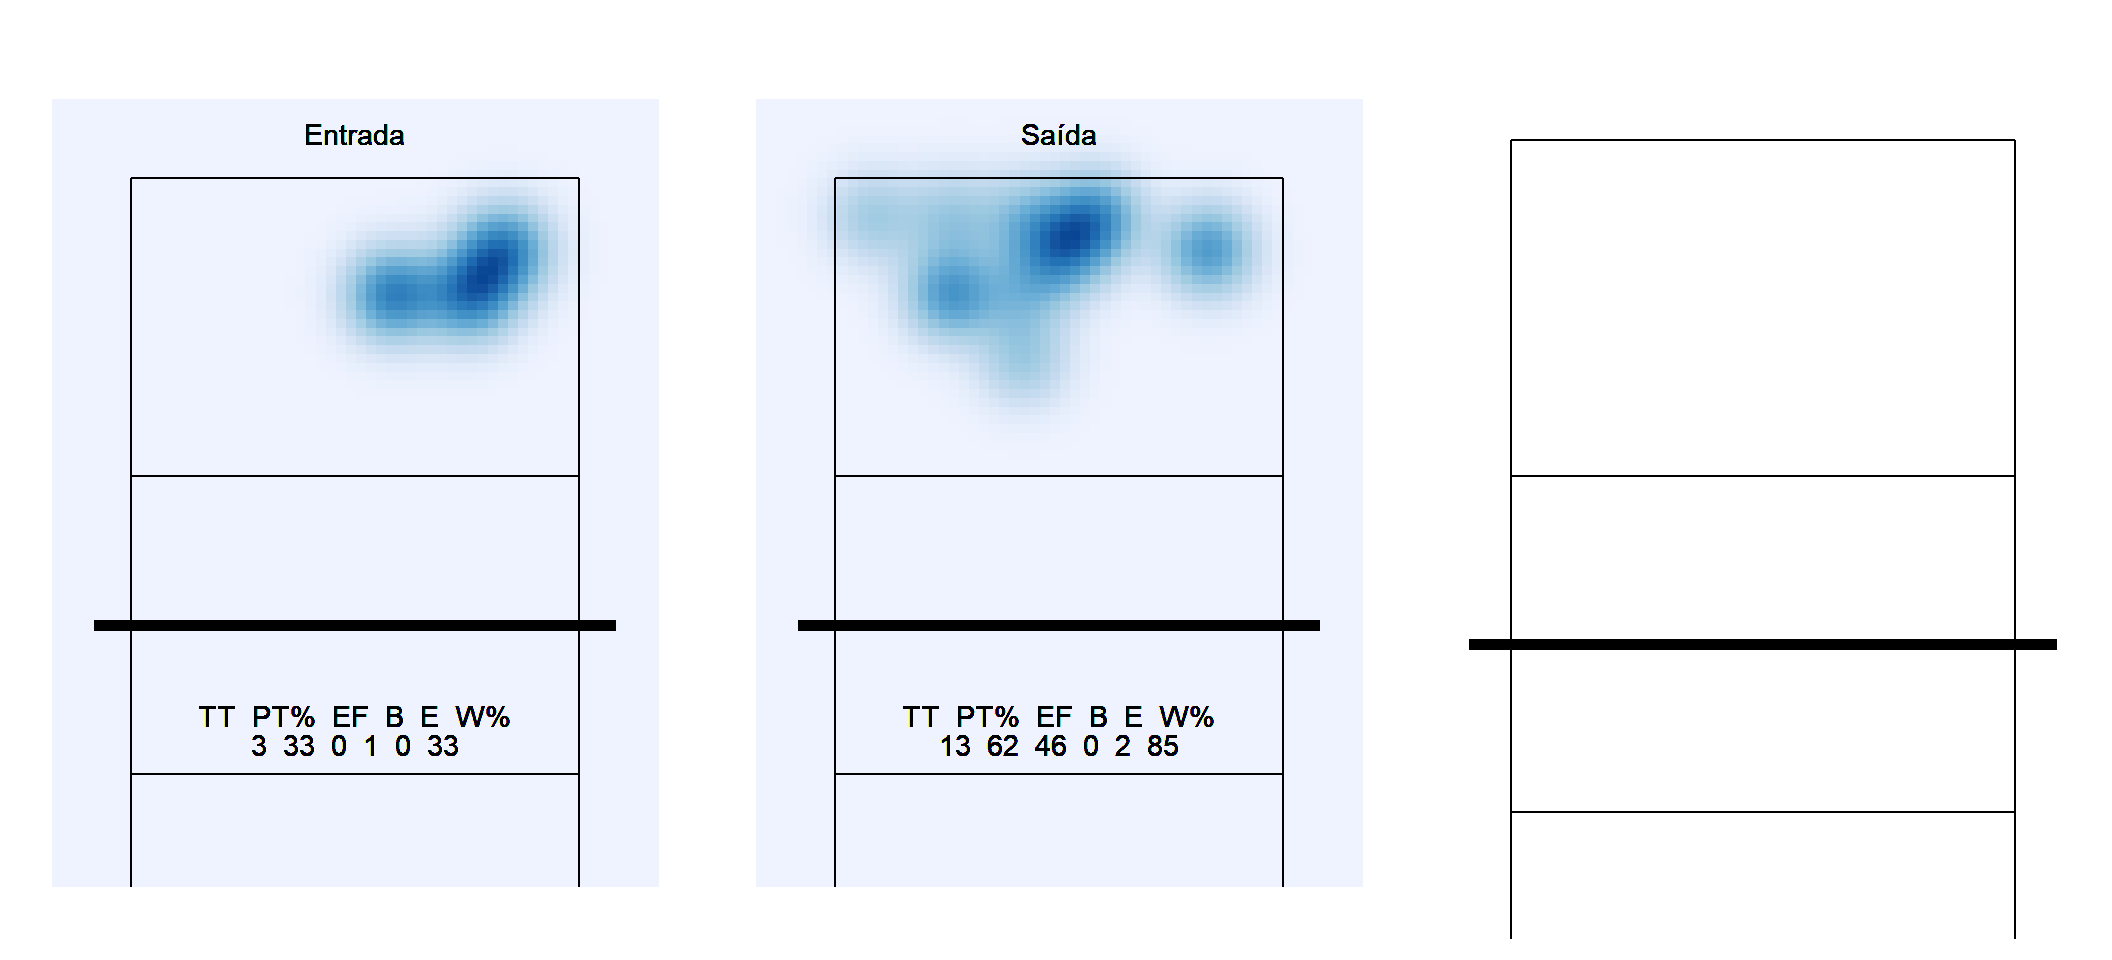 Entrada
TT PT% EF B E W%
3 33 0 1 0 33
Saída
TT PT% EF B E W%
13 62 46 0 2 85